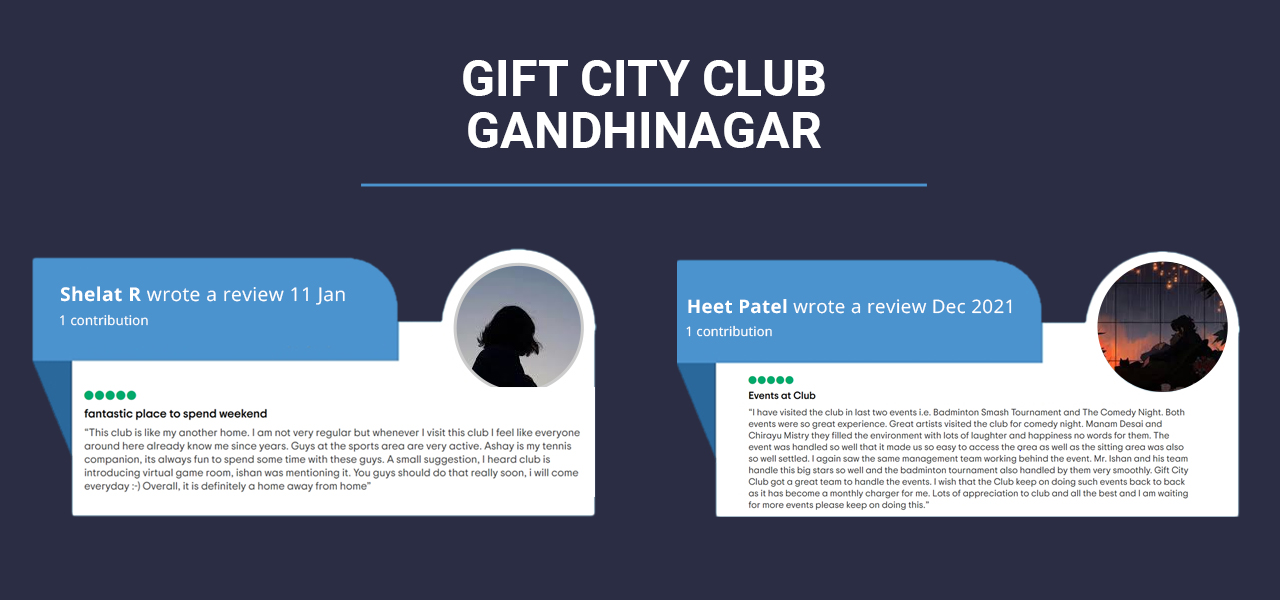 GIFT CITY CLUB
GANDHINAGAR
Shelat R wrote a review 11 Jan
1 contribution
fantastic place to spend weekend
"This club is like my another home. I am not very regular but whenever I visit this club I feel like everyone
around here already know me since years. Guys at the sports area are very active. Ashay is my tennis
companion, its always fun to spend some time with these guys. A small suggestion, I heard club is
introducing virtual game room, ishan was mentioning it. You guys should do that really soon, i will come
everyday :-) Overall, it is definitely a home away from home"
Heet Patel wrote a review Dec 2021
1 contribution
Events at Club
"I have visited the club in last two events i.e. Badminton Smash Tournament and The Comedy Night. Both
events were so great experience. Great artists visited the club for comedy night. Manam Desai and
Chirayu Mistry they filled the environment with lots of laughter and happiness no words for them. The
event was handled so well that it made us so easy to access the area as well as the sitting area was also
so well settled. I again saw the same management team working behind the event. Mr. Ishan and his team
handle this big stars so well and the badminton tournament also handled by them very smoothly. Gift City
Club got a great team to handle the events. I wish that the Club keep on doing such events back to back
as it has become a monthly charger for me. Lots of appreciation to club and all the best and I am waiting
for more events please keep on doing this."